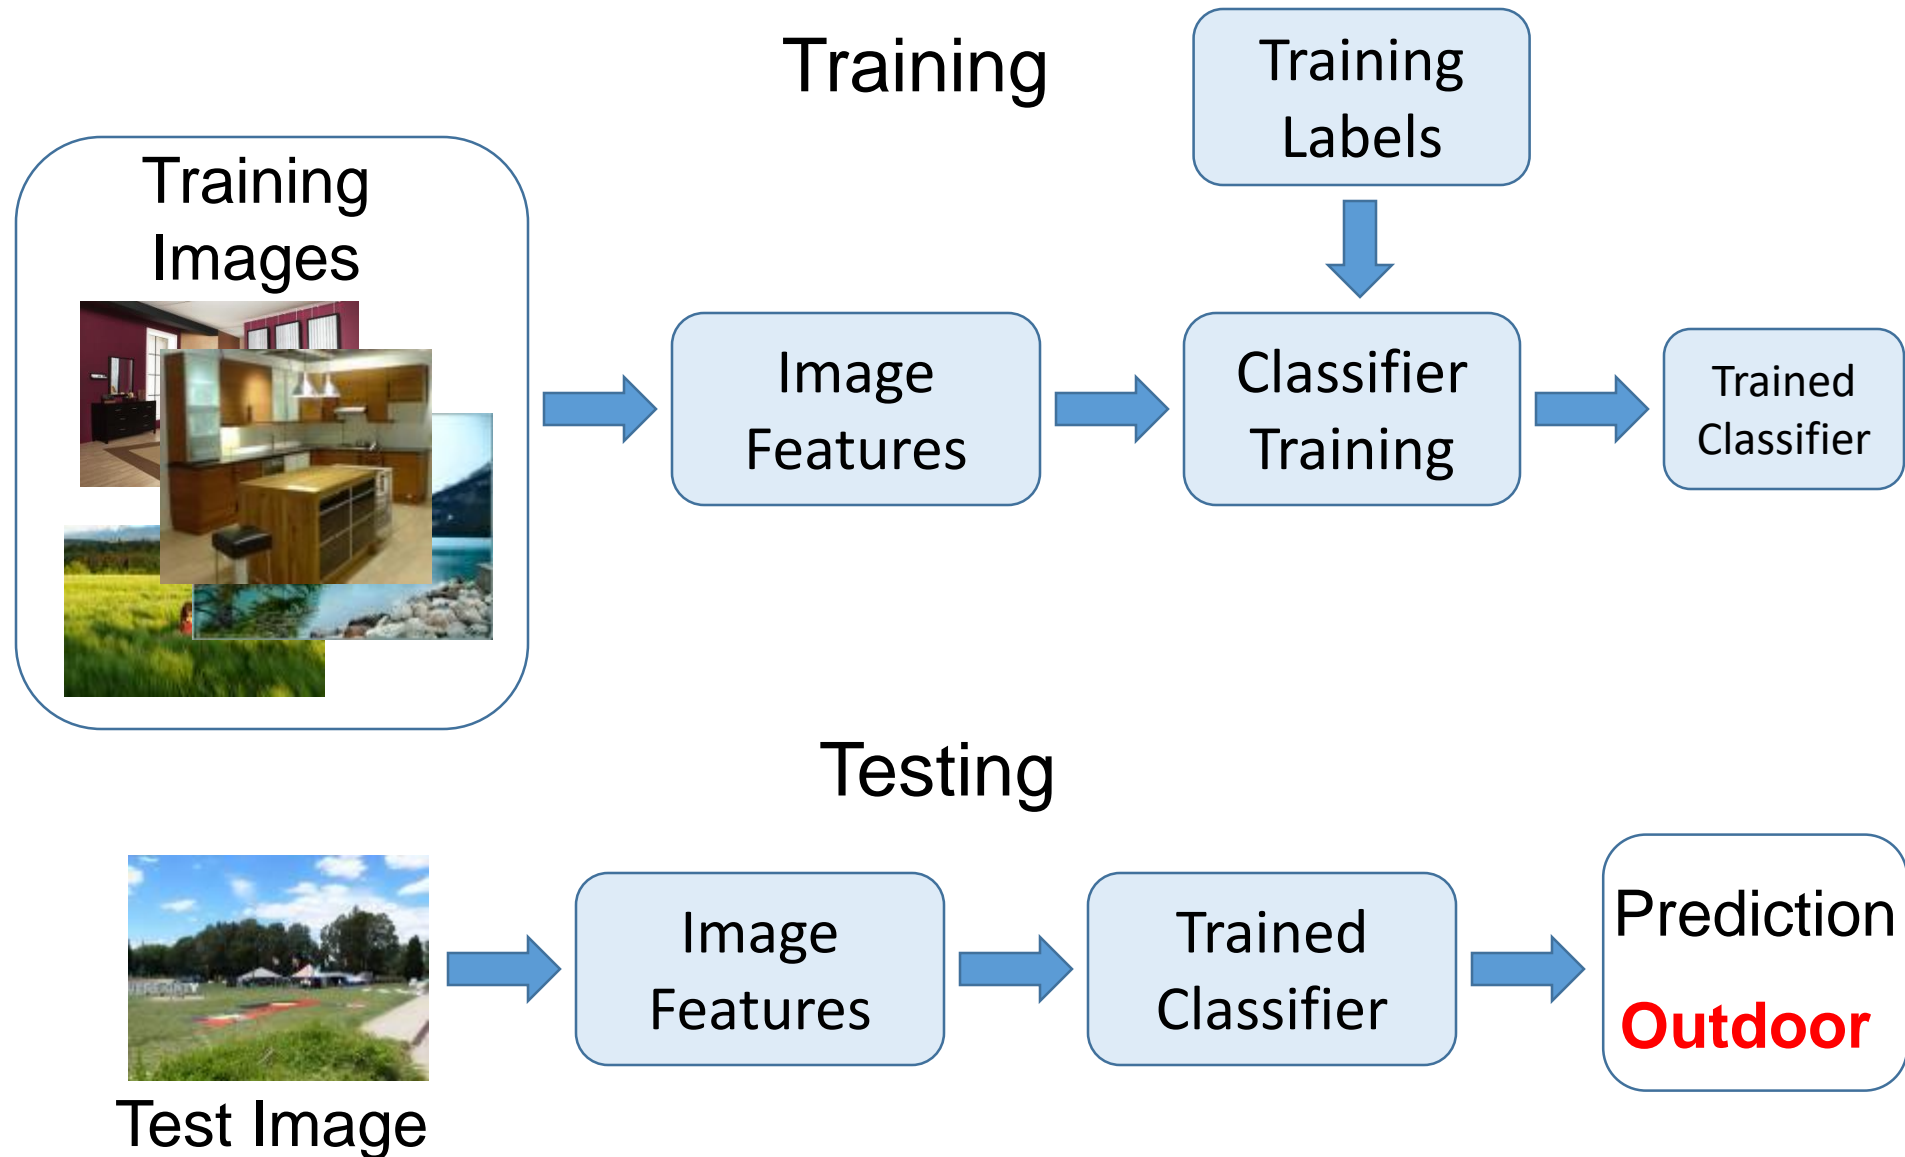 Training
Training
Labels
Training
Images
Image
Features
Classifier
Training
Trained
Classifier
Testing
Image
Features
Trained
Classifier
Prediction
Outdoor
Test Image